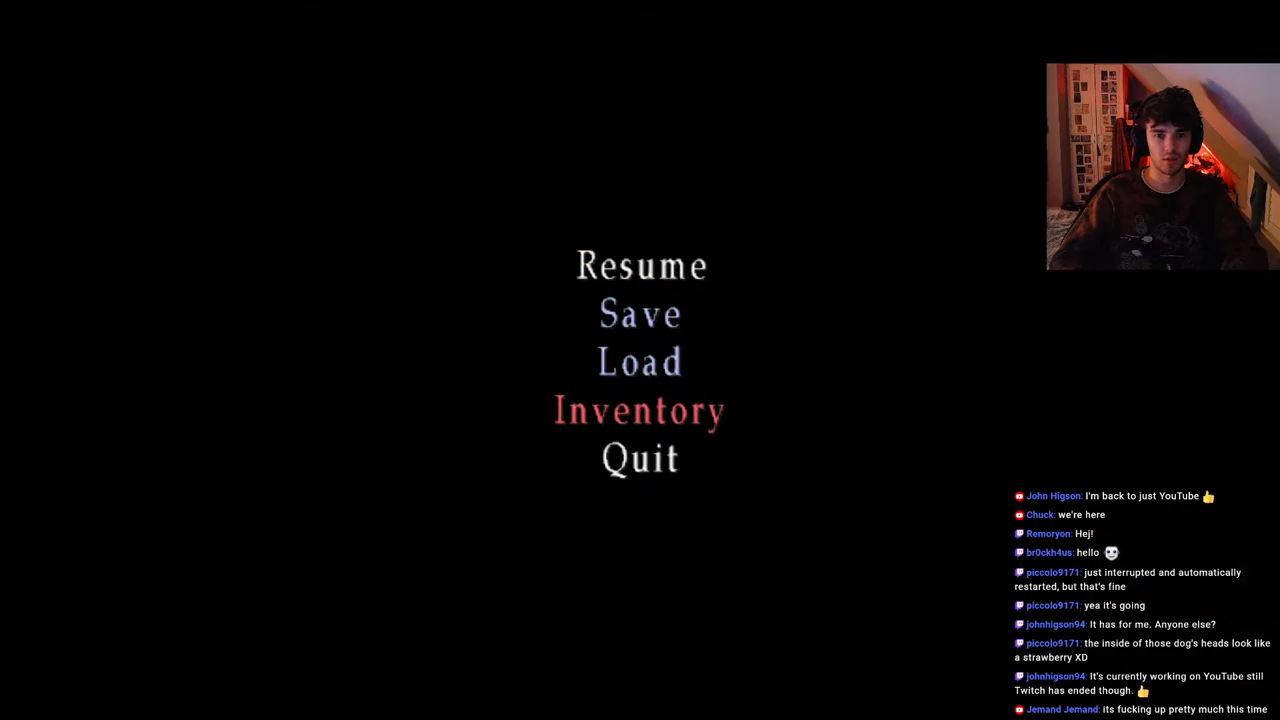 Resume
Save
Load
Inventory
Quit
John Higson: I'm back to just YouTube 👍
Chuck: we're here
Remoryon: Hej!
br0ckh4us: hello
piccolo9171: just interrupted and automatically
restarted, but that's fine
piccolo9171: yea it's going
johnhigson94: It has for me. Anyone else?
piccolo9171: the inside of those dog's heads look like
a strawberry XD
johnhigson94: It's currently working on YouTube still
Twitch has ended though. 👍
Jemand Jemand: its fucking up pretty much this time